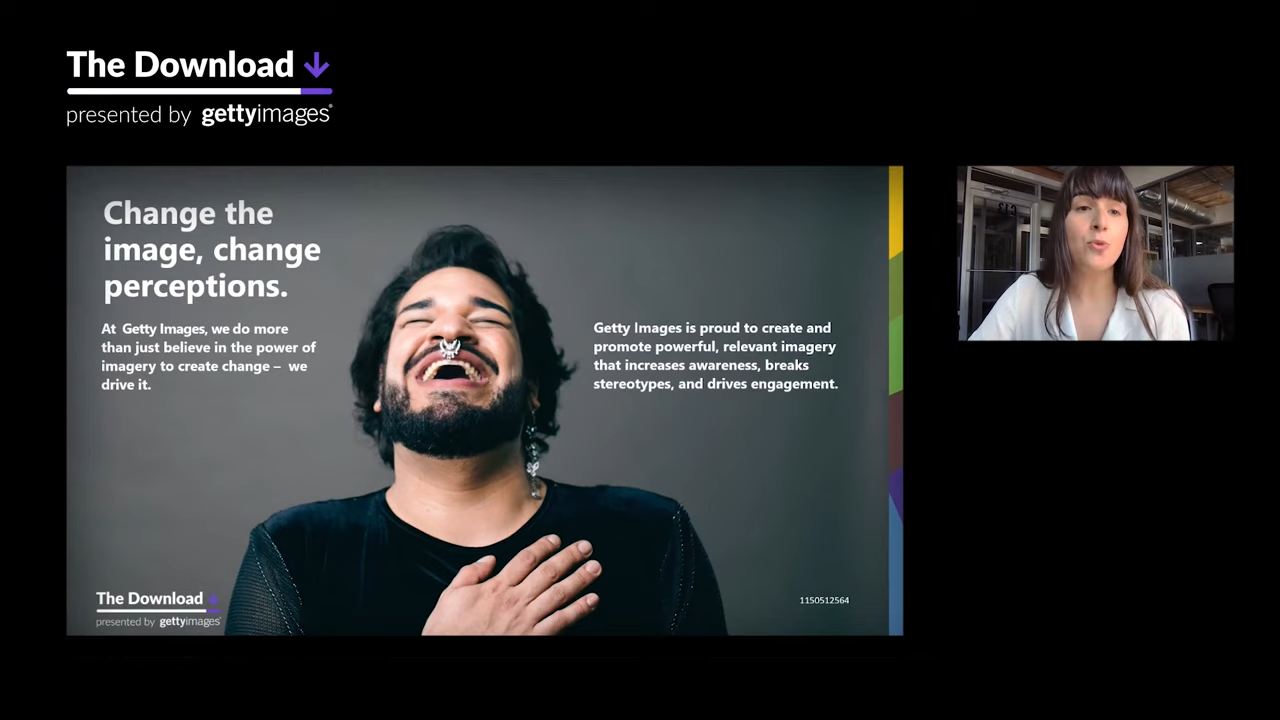 The Download
presented by gettyimages®
Change the
image, change
perceptions.
At Getty Images, we do more
than just believe in the power of
imagery to create change – we
drive it.
Getty Images is proud to create and
promote powerful, relevant imagery
that increases awareness, breaks
stereotypes, and drives engagement.
The Download
presented by gettyimages®
1150512564